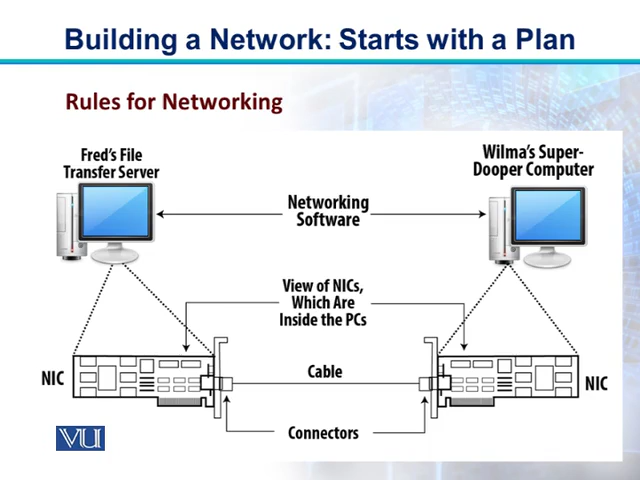 Building a Network: Starts with a Plan
Rules for Networking
Fred's File
Transfer Server
Wilma's Super-
Dooper Computer
Networking
Software
View of NICs,
Which Are
Inside the PCs
NIC
Cable
NIC
Connectors
VU